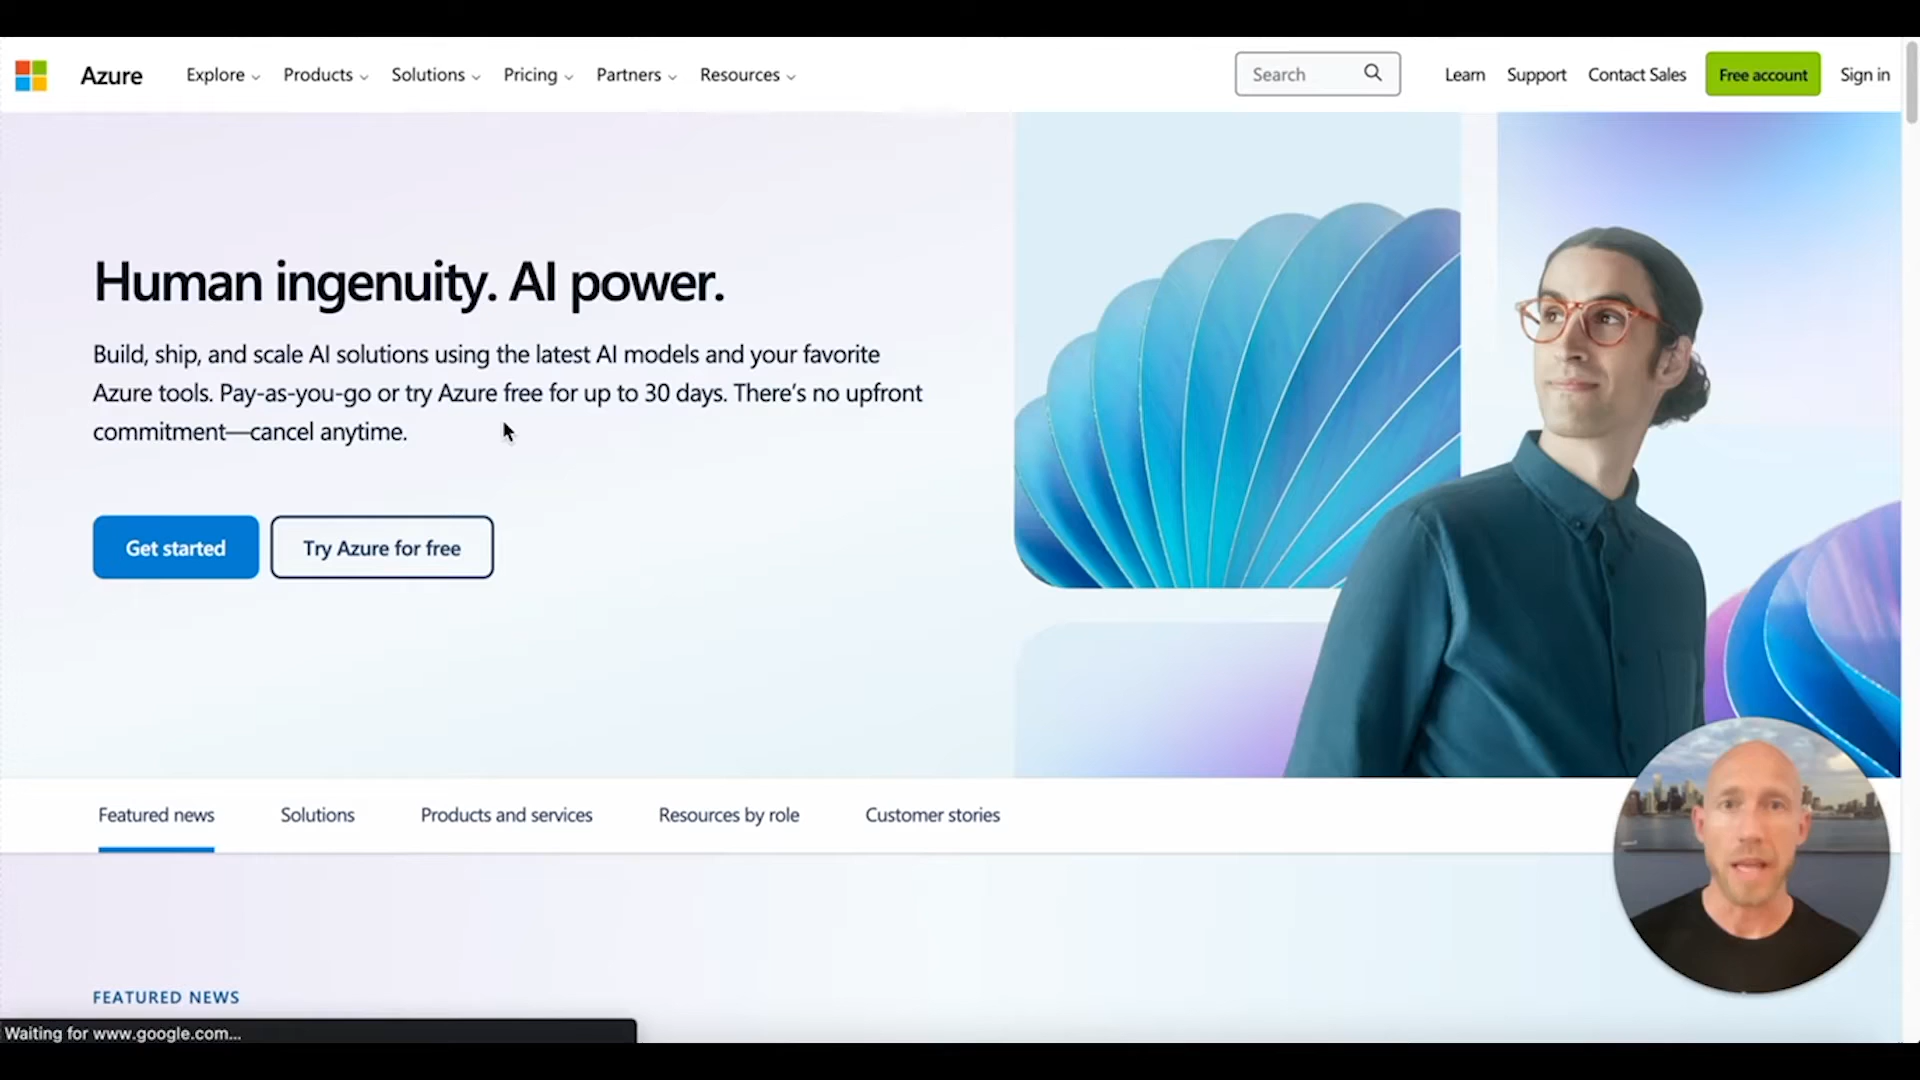 Azure
Explore
Products
Solutions
Pricing
Partners
Resources
Search
Learn
Support
Contact Sales
Free account
Sign in
Human ingenuity. AI power.
Build, ship, and scale AI solutions using the latest AI models and your favorite
Azure tools. Pay-as-you-go or try Azure free for up to 30 days. There’s no upfront
commitment—cancel anytime.
Get started
Try Azure for free
Featured news
Solutions
Products and services
Resources by role
Customer stories
FEATURED NEWS
Waiting for www.google.com...